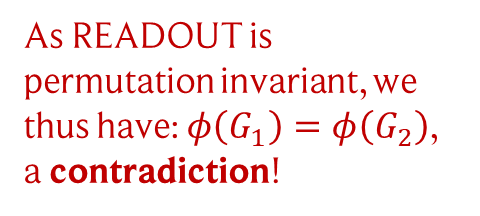 As READOUT is
permutation invariant, we
thus have: 𝜙(𝐺₁) = 𝜙(𝐺₂),
a contradiction!